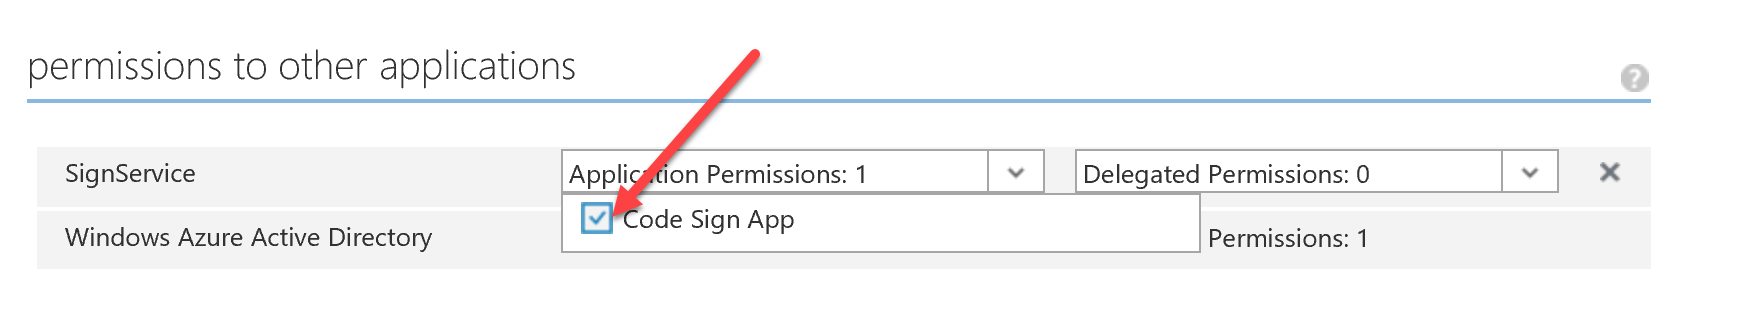 permissions to other applications
?
SignService Application Permissions: 1 Delegated Permissions: 0
Code Sign App
Windows Azure Active Directory Permissions: 1